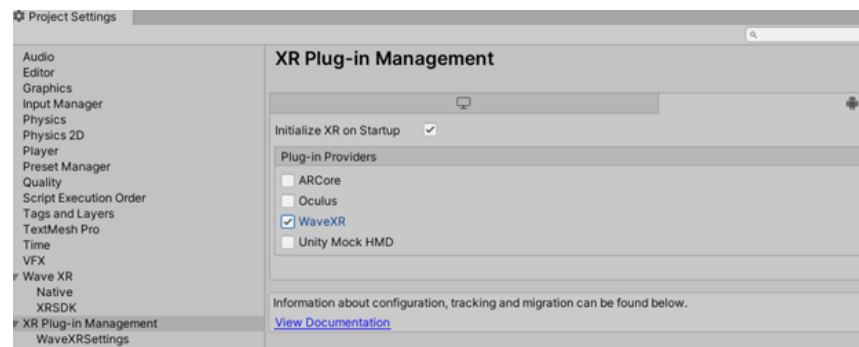 Project Settings
Audio
Editor
Graphics
Input Manager
Physics
Physics 2D
Player
Preset Manager
Quality
Script Execution Order
Tags and Layers
TextMesh Pro
Time
VFX
Wave XR
Native
XRSDK
XR Plug-in Management
WaveXRSettings
XR Plug-in Management
Initialize XR on Startup
Plug-in Providers
ARCore
Oculus
WaveXR
Unity Mock HMD
Information about configuration, tracking and migration can be found below.
View Documentation